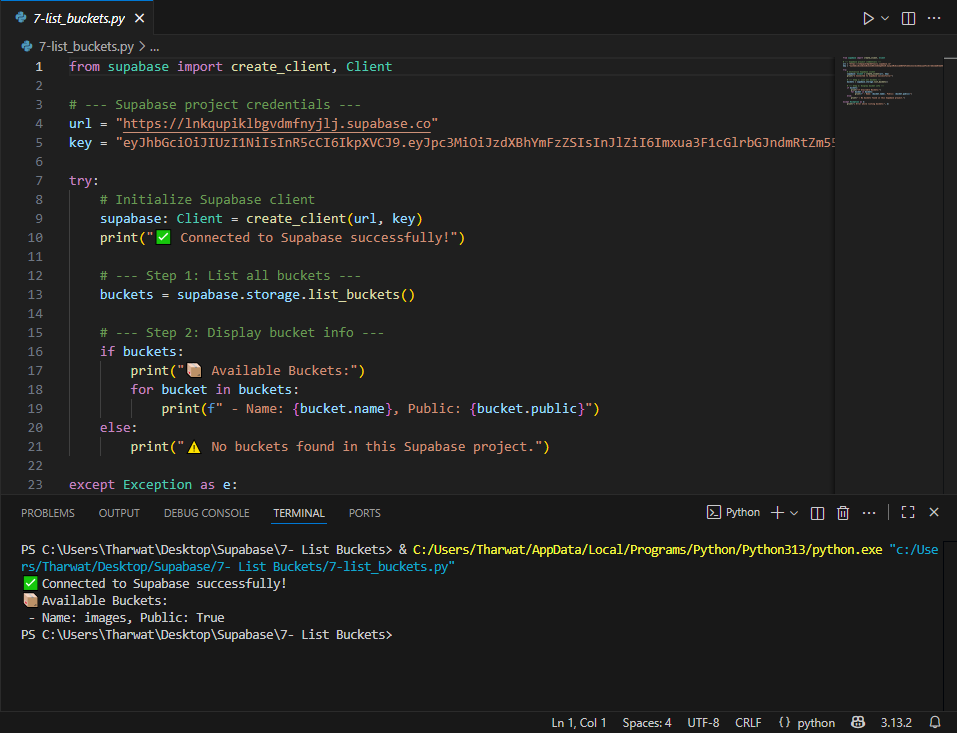 7-list_buckets.py
7-list_buckets.py > ...
1 from supabase import create_client, Client
2
3 # --- Supabase project credentials ---
4 url = "https://lnkqupiklbgvdmfnyjlj.supabase.co"
5 key = "eyJhbGciOiJIUzI1NiIsInR5cCI6IkpXVCJ9.eyJpc3MiOiJzdXBhYmFzZSIsInJlZiI6Imxua3F1cGlrbGJndmRtZm55
6
7 try:
8 # Initialize Supabase client
9 supabase: Client = create_client(url, key)
10 print("✅ Connected to Supabase successfully!")
11
12 # --- Step 1: List all buckets ---
13 buckets = supabase.storage.list_buckets()
14
15 # --- Step 2: Display bucket info ---
16 if buckets:
17 print("📦 Available Buckets:")
18 for bucket in buckets:
19 print(f" - Name: {bucket.name}, Public: {bucket.public}")
20 else:
21 print("⚠️ No buckets found in this Supabase project.")
22
23 except Exception as e:
PROBLEMS OUTPUT DEBUG CONSOLE TERMINAL PORTS Python
PS C:\Users\Tharwat\Desktop\Supabase\7- List Buckets> & C:/Users/Tharwat/AppData/Local/Programs/Python/Python313/python.exe "c:/Use
rs/Tharwat/Desktop/Supabase/7- List Buckets/7-list_buckets.py"
✅ Connected to Supabase successfully!
📦 Available Buckets:
- Name: images, Public: True
PS C:\Users\Tharwat\Desktop\Supabase\7- List Buckets>
Ln 1, Col 1 Spaces: 4 UTF-8 CRLF {} python 3.13.2